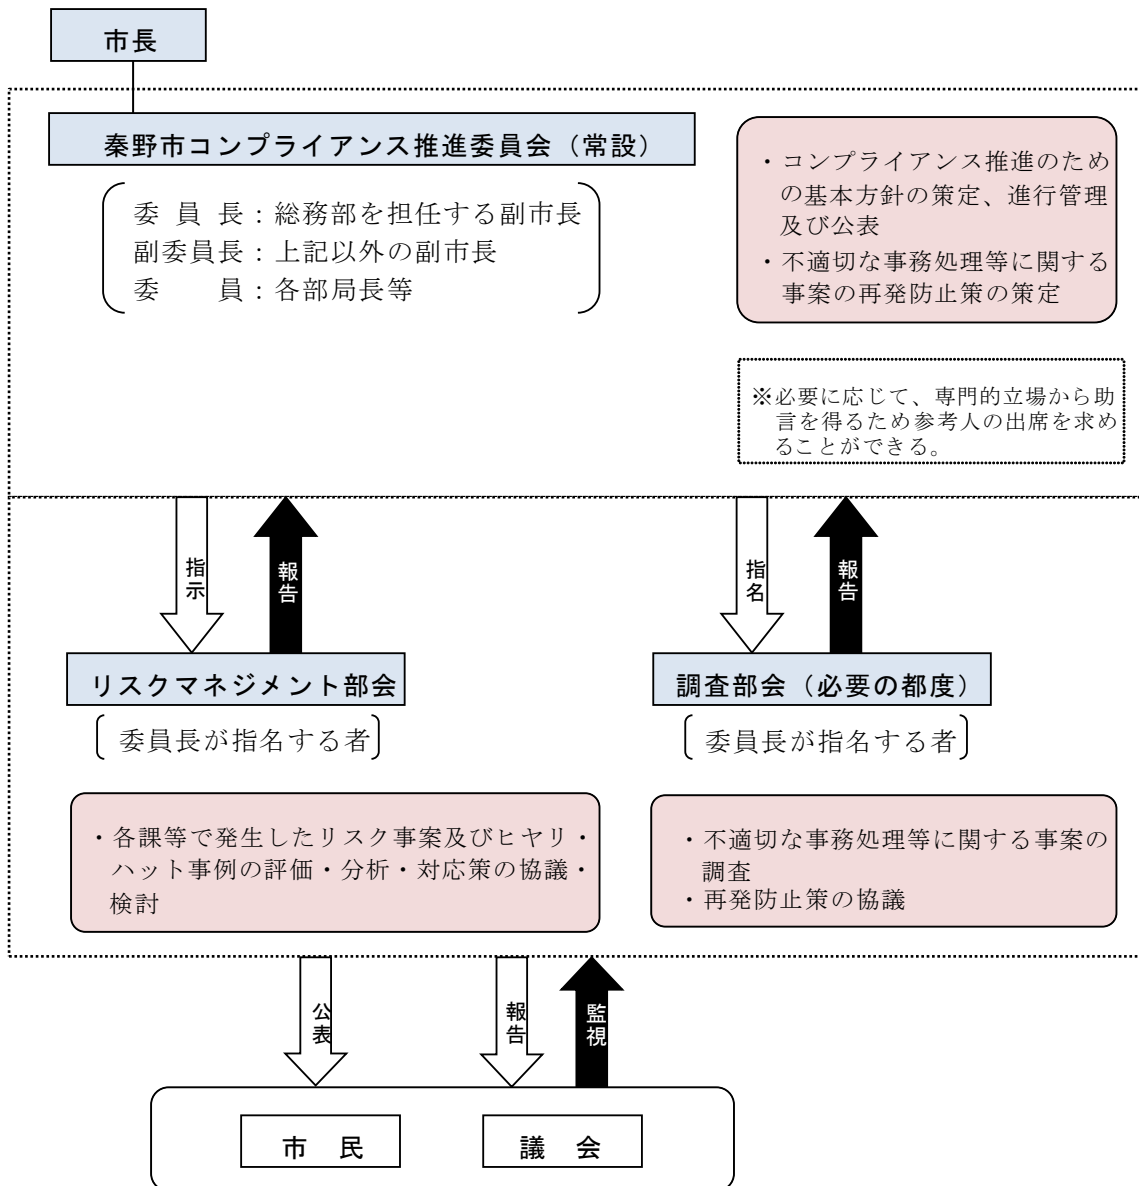 市長
秦野市コンプライアンス推進委員会（常設）
委 員 長：総務部を担任する副市長
副委員長：上記以外の副市長
委　　員：各部局長等
・コンプライアンス推進のため
の基本方針の策定、進行管理
及び公表
・不適切な事務処理等に関する
事案の再発防止策の策定
※必要に応じて、専門的立場から助
言を得るため参考人の出席を求め
ることができる。
指示
報告
指名
報告
リスクマネジメント部会
［委員長が指名する者］
調査部会（必要の都度）
［委員長が指名する者］
・各課等で発生したリスク事案及びヒヤリ・
ハット事例の評価・分析・対応策の協議・
検討
・不適切な事務処理等に関する事案の
調査
・再発防止策の協議
公表
報告
監視
市　民
議　会